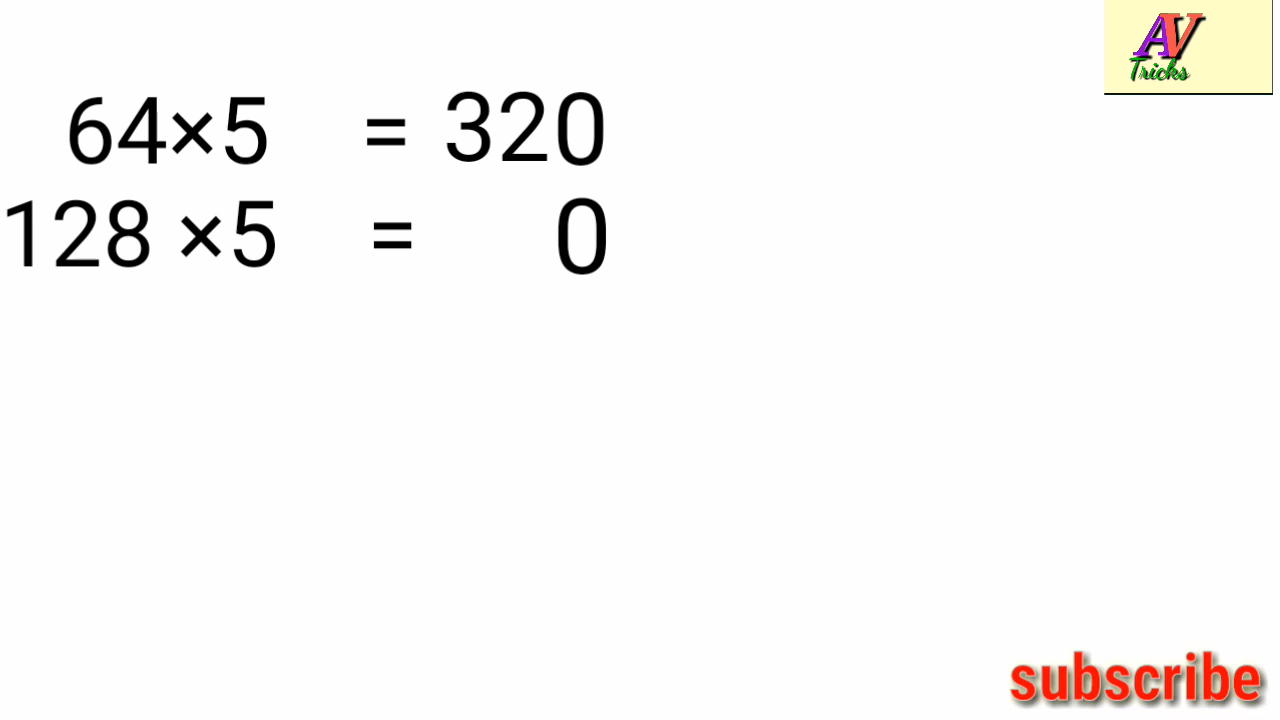 AV
Tricks
64×5 = 320
128 ×5 = 0
subscribe